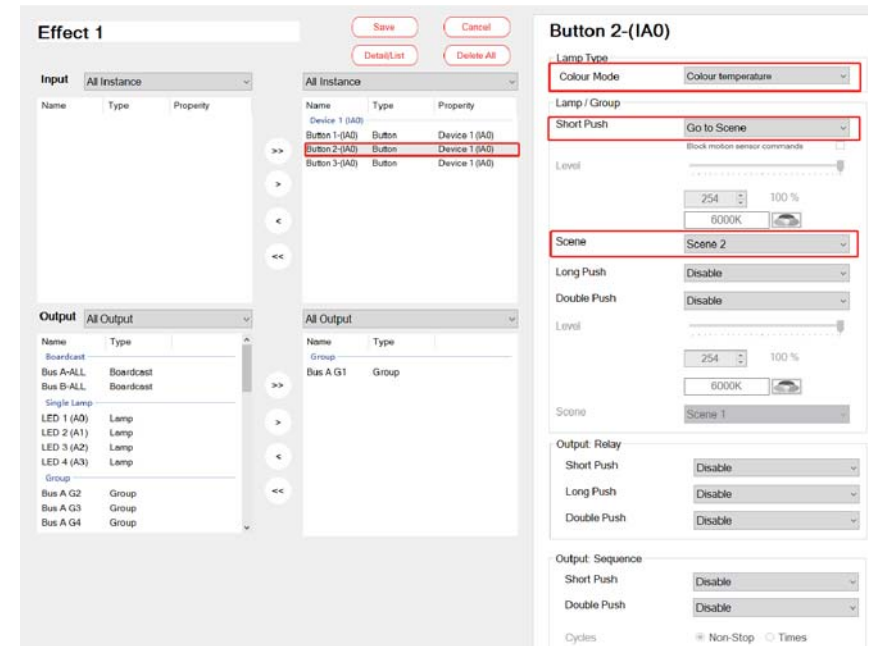 Effect 1
Save
Cancel
Detail/List
Delete All
Input
All Instance
Name Type Property
>>
>
<
<<
All Instance
Name Type Property
Device 1 (IA0)
Button 1-(IA0) Button Device 1 (IA0)
Button 2-(IA0) Button Device 1 (IA0)
Button 3-(IA0) Button Device 1 (IA0)
Output
All Output
Name Type
Boardcast
Bus A-ALL Boardcast
Bus B-ALL Boardcast
Single Lamp
LED 1 (A0) Lamp
LED 2 (A1) Lamp
LED 3 (A2) Lamp
LED 4 (A3) Lamp
Group
Bus A G2 Group
Bus A G3 Group
Bus A G4 Group
>>
>
<
<<
All Output
Name Type
Group
Bus A G1 Group
Button 2-(IA0)
Lamp Type
Colour Mode Colour temperature
Lamp / Group
Short Push Go to Scene
Block motion sensor commands
Level
254 100 %
6000K
Scene Scene 2
Long Push Disable
Double Push Disable
Level
254 100 %
6000K
Scene Scene 1
Output: Relay
Short Push Disable
Long Push Disable
Double Push Disable
Output: Sequence
Short Push Disable
Double Push Disable
Cycles Non-Stop Times